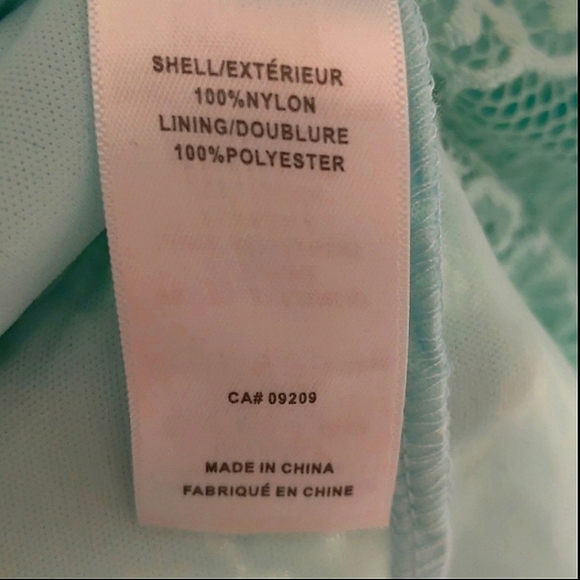 SHELL/EXTÉRIEUR
100%NYLON
LINING/DOUBLURE
100%POLYESTER
CA# 09209
MADE IN CHINA
FABRIQUÉ EN CHINE